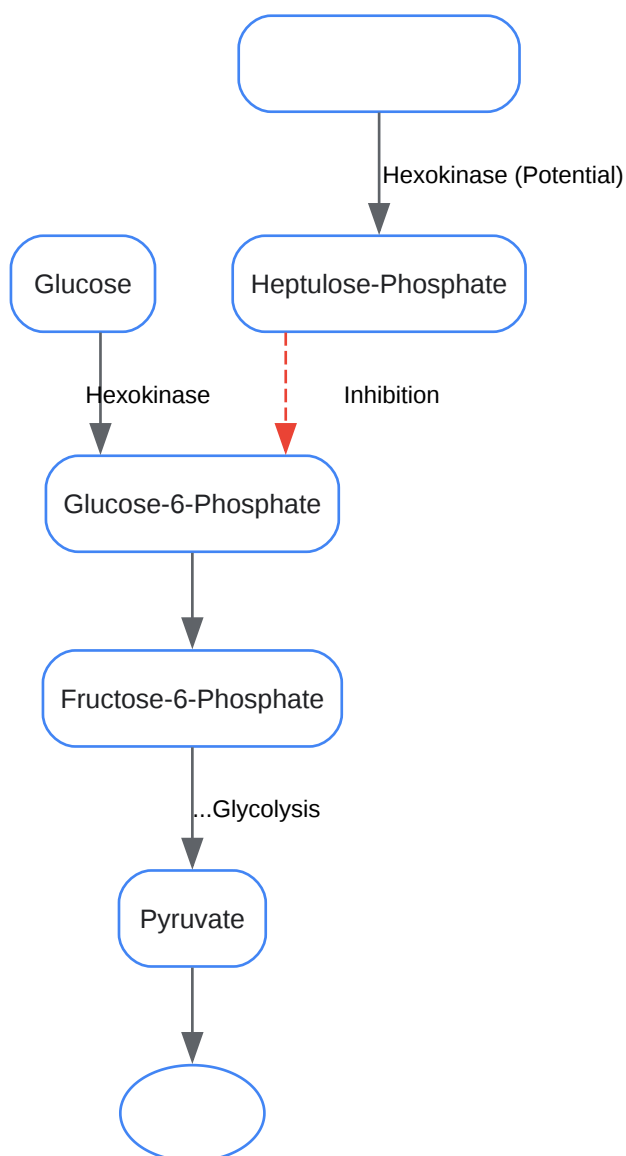 Hexokinase (Potential)
Glucose
Heptulose-Phosphate
Hexokinase
Inhibition
Glucose-6-Phosphate
Fructose-6-Phosphate
...Glycolysis
Pyruvate